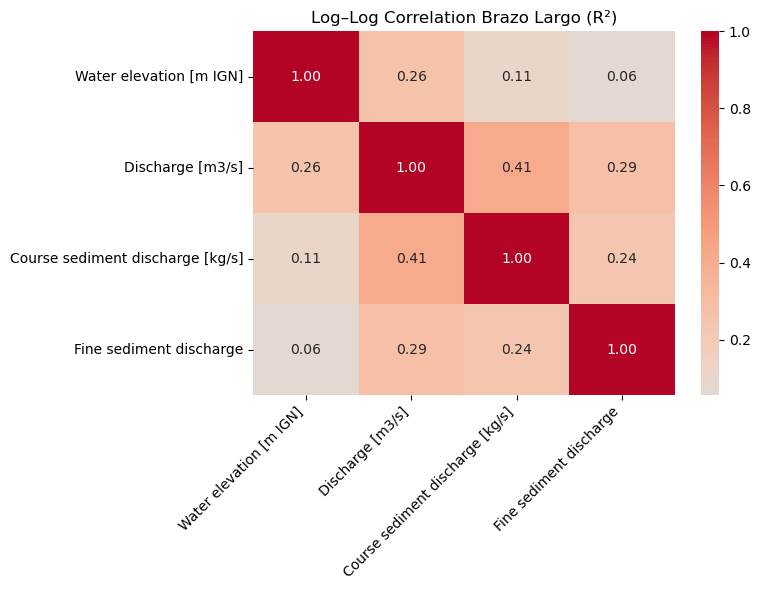 Log–Log Correlation Brazo Largo (R²)
Water elevation [m IGN]
1.00 0.26 0.11 0.06
Discharge [m3/s]
0.26 1.00 0.41 0.29
Course sediment discharge [kg/s]
0.11 0.41 1.00 0.24
Fine sediment discharge
0.06 0.29 0.24 1.00
Water elevation [m IGN]
Discharge [m3/s]
Course sediment discharge [kg/s]
Fine sediment discharge
1.0
0.8
0.6
0.4
0.2